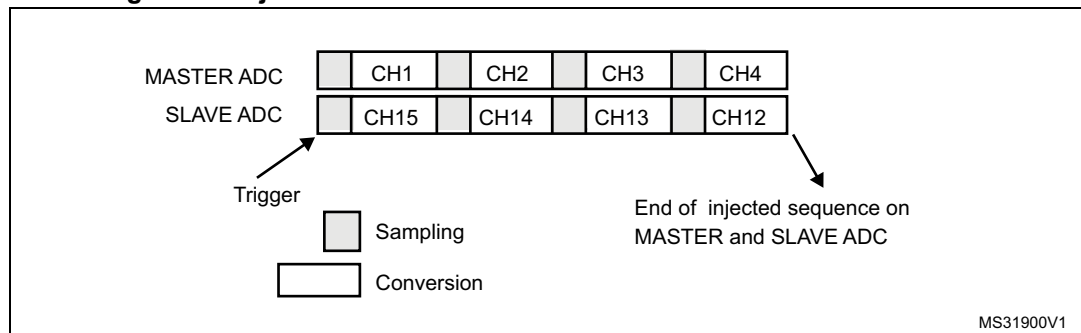 MASTER ADC CH1 CH2 CH3 CH4
SLAVE ADC CH15 CH14 CH13 CH12
Trigger
End of injected sequence on
MASTER and SLAVE ADC
Sampling
Conversion
MS31900V1